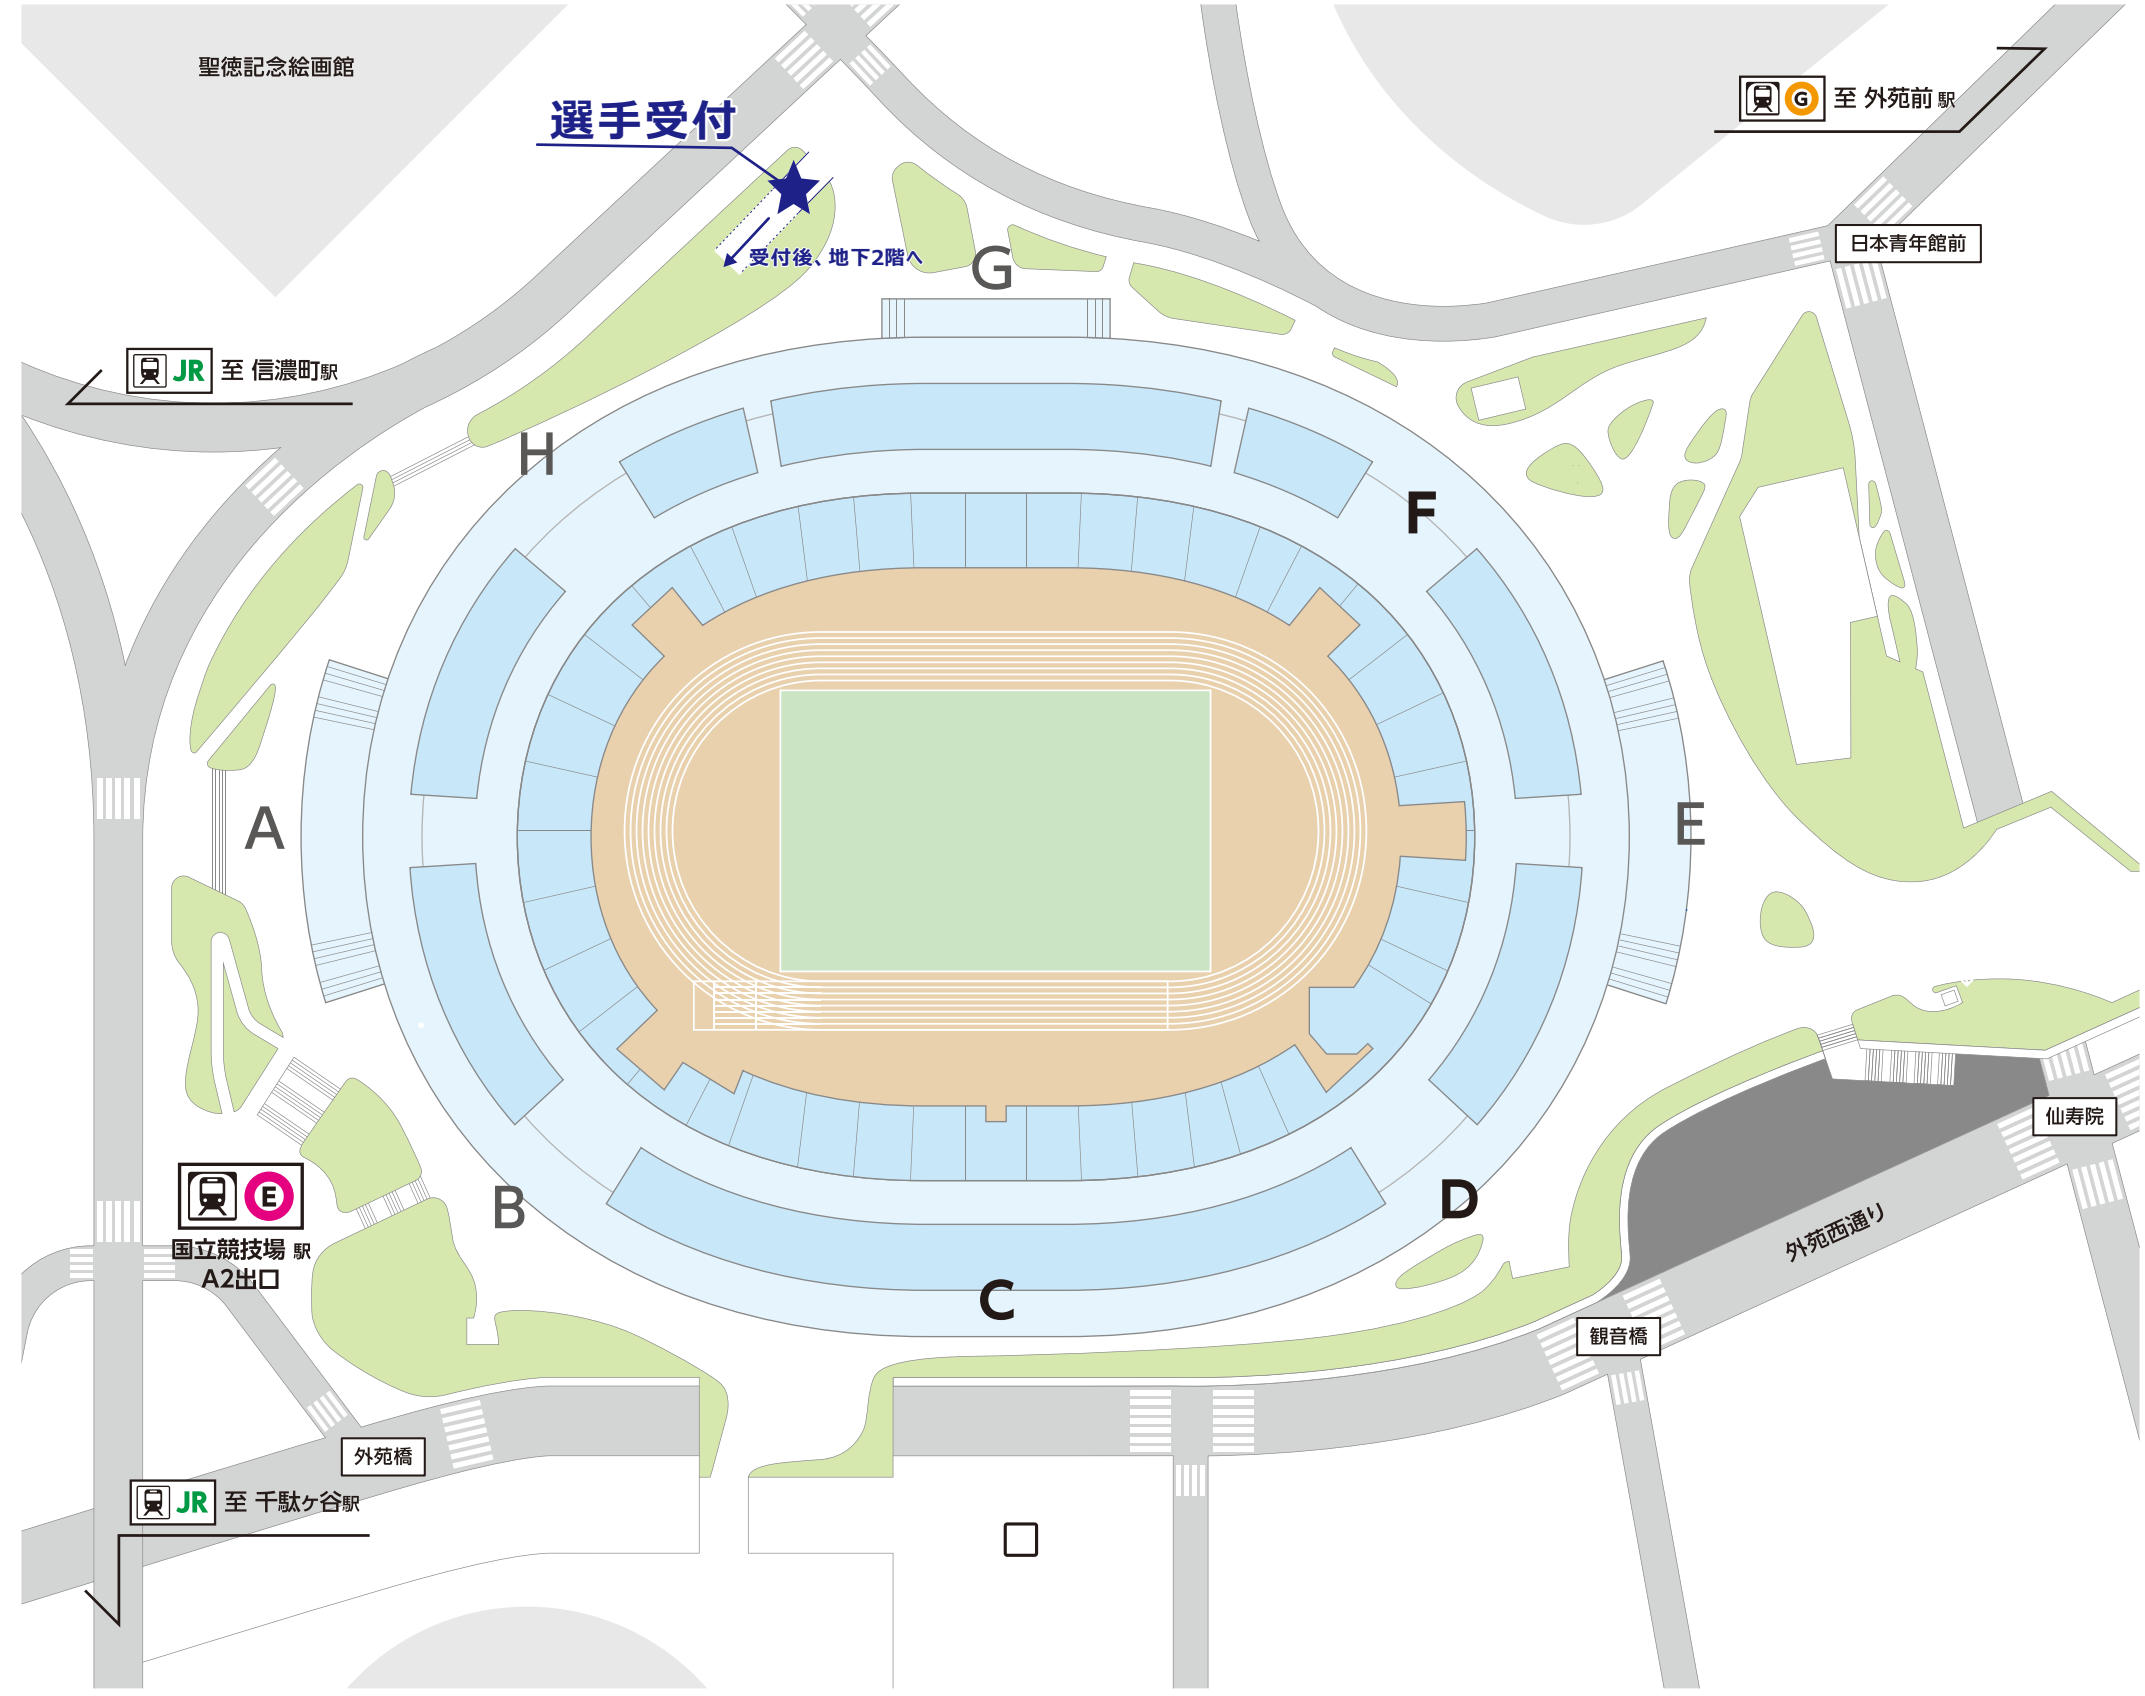 聖徳記念絵画館
選手受付
G 至 外苑前 駅
日本青年館前
受付後、地下2階へ
G
JR 至 信濃町駅
H
F
A
E
仙寿院
B
D
E
国立競技場 駅
A2出口
外苑西通り
C
観音橋
外苑橋
JR 至 千駄ヶ谷駅